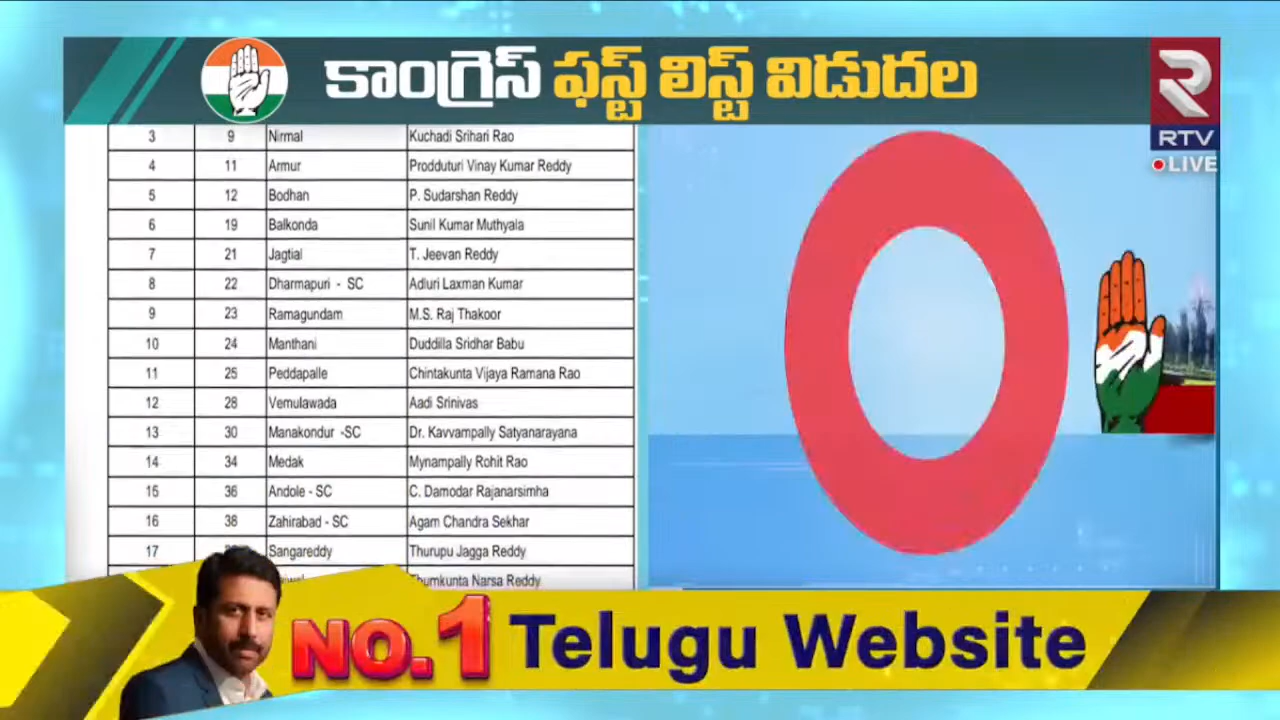 కాంగ్రెస్ ఫస్ట్ లిస్ట్ విడుదల
RTV
LIVE
3 9 Nirmal Kuchadi Srihari Rao
4 11 Armur Prodduturi Vinay Kumar Reddy
5 12 Bodhan P. Sudarshan Reddy
6 19 Balkonda Sunil Kumar Muthyala
7 21 Jagtial T. Jeevan Reddy
8 22 Dharmapuri - SC Adluri Laxman Kumar
9 23 Ramagundam M.S. Raj Thakoor
10 24 Manthani Duddilla Sridhar Babu
11 25 Peddapalle Chintakunta Vijaya Ramana Rao
12 28 Vemulawada Aadi Srinivas
13 30 Manakondur -SC Dr. Kavvampally Satyanarayana
14 34 Medak Mynampally Rohit Rao
15 36 Andole - SC C. Damodar Rajanarsimha
16 38 Zahirabad - SC Agam Chandra Sekhar
17 Sangareddy Thurupu Jagga Reddy
Narsa Reddy
NO.1 Telugu Website